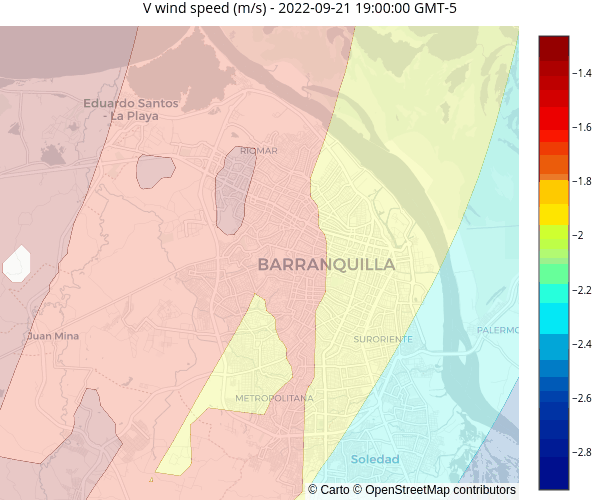 V wind speed (m/s) - 2022-09-21 19:00:00 GMT-5
Eduardo Santos
- La Playa
RIOMAR
BARRANQUILLA
Juan Mina
SURORIENTE
PALERMO
METROPOLITANA
Soledad
−1.4
−1.6
−1.8
−2
−2.2
−2.4
−2.6
−2.8
© Carto © OpenStreetMap contributors